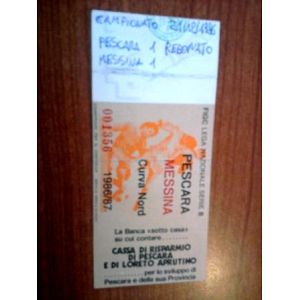 CAMPIONATO 21/12/1986
PESCARA 1 REBONATO
MESSINA 1
FIGC LEGA NAZIONALE SERIE B
PESCARA
MESSINA
Curva Nord
1986/87
001356
La Banca «sotto casa»
su cui contare.........
CASSA DI RISPARMIO
DI PESCARA
E DI LORETO APRUTINO
.........per lo sviluppo di
Pescara e della sua Provincia